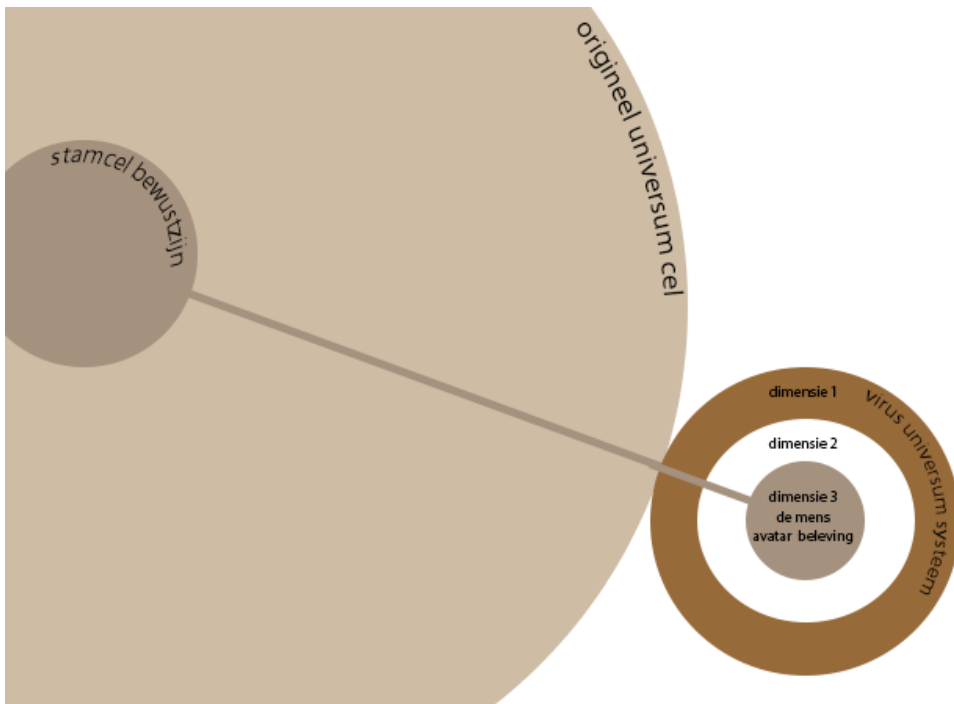 stamcel bewustzijn
origineel universum cel
dimensie 1
virus universum systeem
dimensie 2
dimensie 3
de mens
avatar beleving